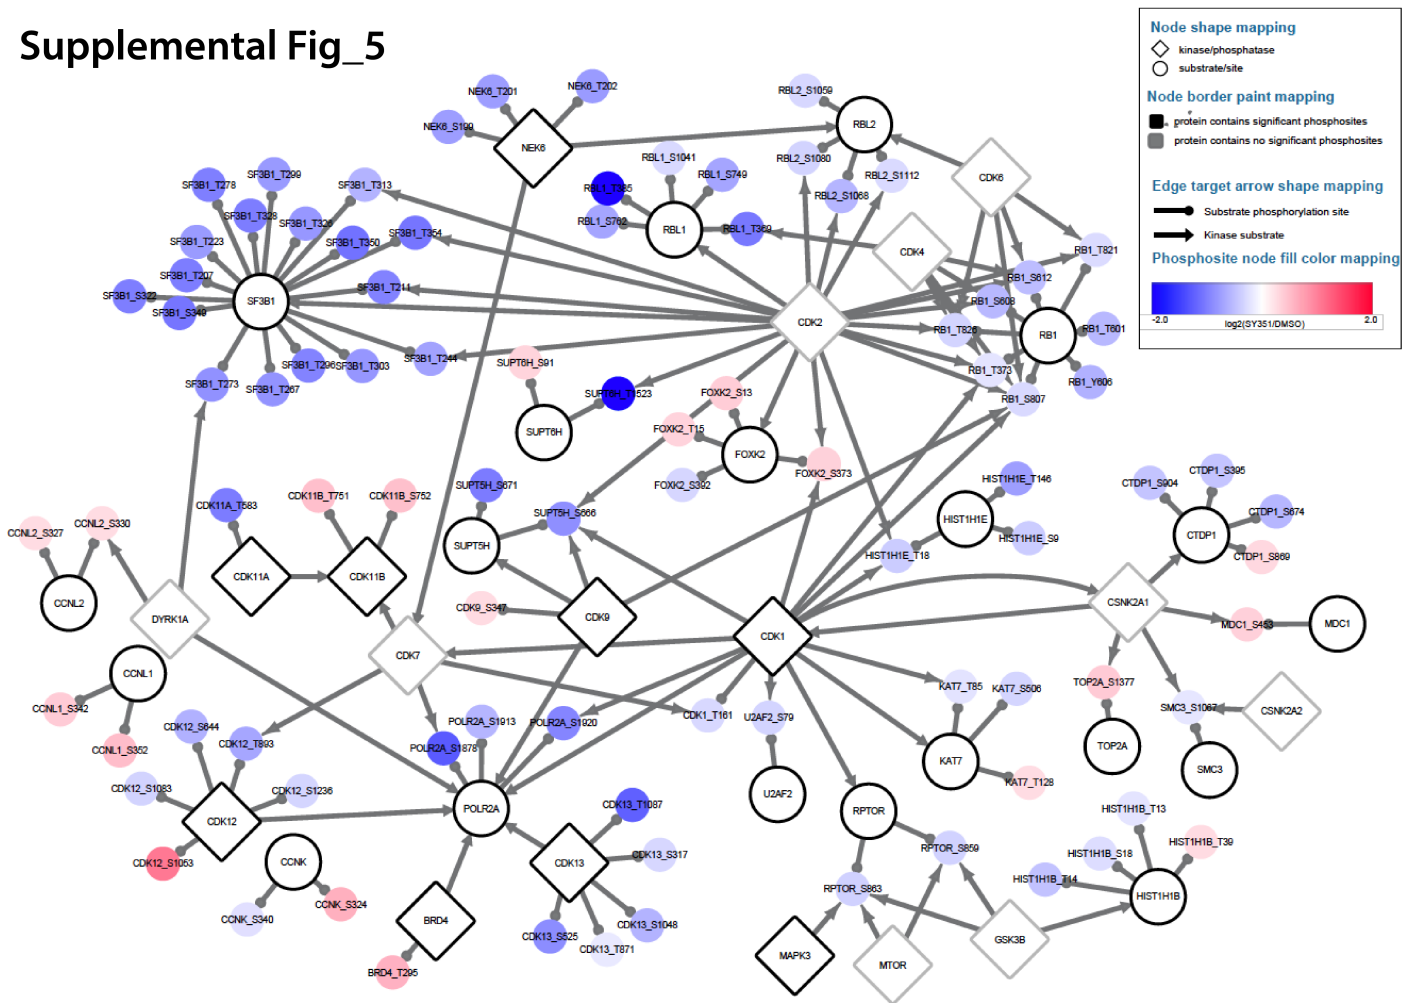 Supplemental Fig_5
Node shape mapping
kinase/phosphatase
substrate/site
Node border paint mapping
protein contains significant phosphosites
protein contains no significant phosphosites
Edge target arrow shape mapping
Substrate phosphorylation site
Kinase substrate
Phosphosite node fill color mapping
-2.0
2.0
log2(SY351/DMSO)
NEK6_T201
NEK6_T202
NEK6_S199
NEK6
RBL2_S1059
RBL2
RBL2_S1080
RBL2_S1112
RBL2_S1068
CDK6
RBL1_S1041
RBL1_T385
RBL1_S749
RBL1_S762
RBL1_T369
RBL1
CDK4
RB1_T821
RB1_S612
RB1_S608
RB1_T826
RB1
RB1_T601
RB1_T373
RB1_Y606
RB1_S807
SF3B1_T278
SF3B1_T299
SF3B1_T313
SF3B1_T328
SF3B1_T326
SF3B1_T223
SF3B1_T350
SF3B1_T354
SF3B1_T207
SF3B1_T211
SF3B1_S322
SF3B1_S349
SF3B1
SF3B1_T296
SF3B1_T303
SF3B1_T244
SF3B1_T273
SF3B1_T267
CDK2
SUPT6H_S91
SUPT6H_T1523
SUPT6H
FOXK2_S13
FOXK2_T15
FOXK2
FOXK2_S373
FOXK2_S392
SUPT5H_S671
SUPT5H_S666
SUPT5H
HIST1H1E_T146
HIST1H1E
HIST1H1E_S9
HIST1H1E_T18
CTDP1_S904
CTDP1_S395
CTDP1_S674
CTDP1
CTDP1_S869
CDK11A_T583
CDK11B_T751
CDK11B_S752
CDK11A
CDK11B
CCNL2_S327
CCNL2_S330
CCNL2
DYRK1A
CDK9_S347
CDK9
CDK1
CDK7
CSNK2A1
MDC1_S453
MDC1
CCNL1
CCNL1_S342
CCNL1_S352
CDK12_S644
CDK12_T893
CDK12_S1083
CDK12_S1236
CDK12
CDK12_S1053
POLR2A_S1913
POLR2A_S1920
POLR2A_S1878
POLR2A
CDK1_T161
U2AF2_S79
U2AF2
KAT7_T85
KAT7_S506
KAT7
KAT7_T128
TOP2A_S1377
TOP2A
SMC3_S1067
SMC3
CSNK2A2
CCNK
CCNK_S340
CCNK_S324
BRD4
BRD4_T295
CDK13_T1087
CDK13
CDK13_S317
CDK13_S1048
CDK13_S525
CDK13_T871
RPTOR
RPTOR_S859
RPTOR_S863
MAPK3
MTOR
GSK3B
HIST1H1B_T13
HIST1H1B_S18
HIST1H1B_T39
HIST1H1B_T14
HIST1H1B